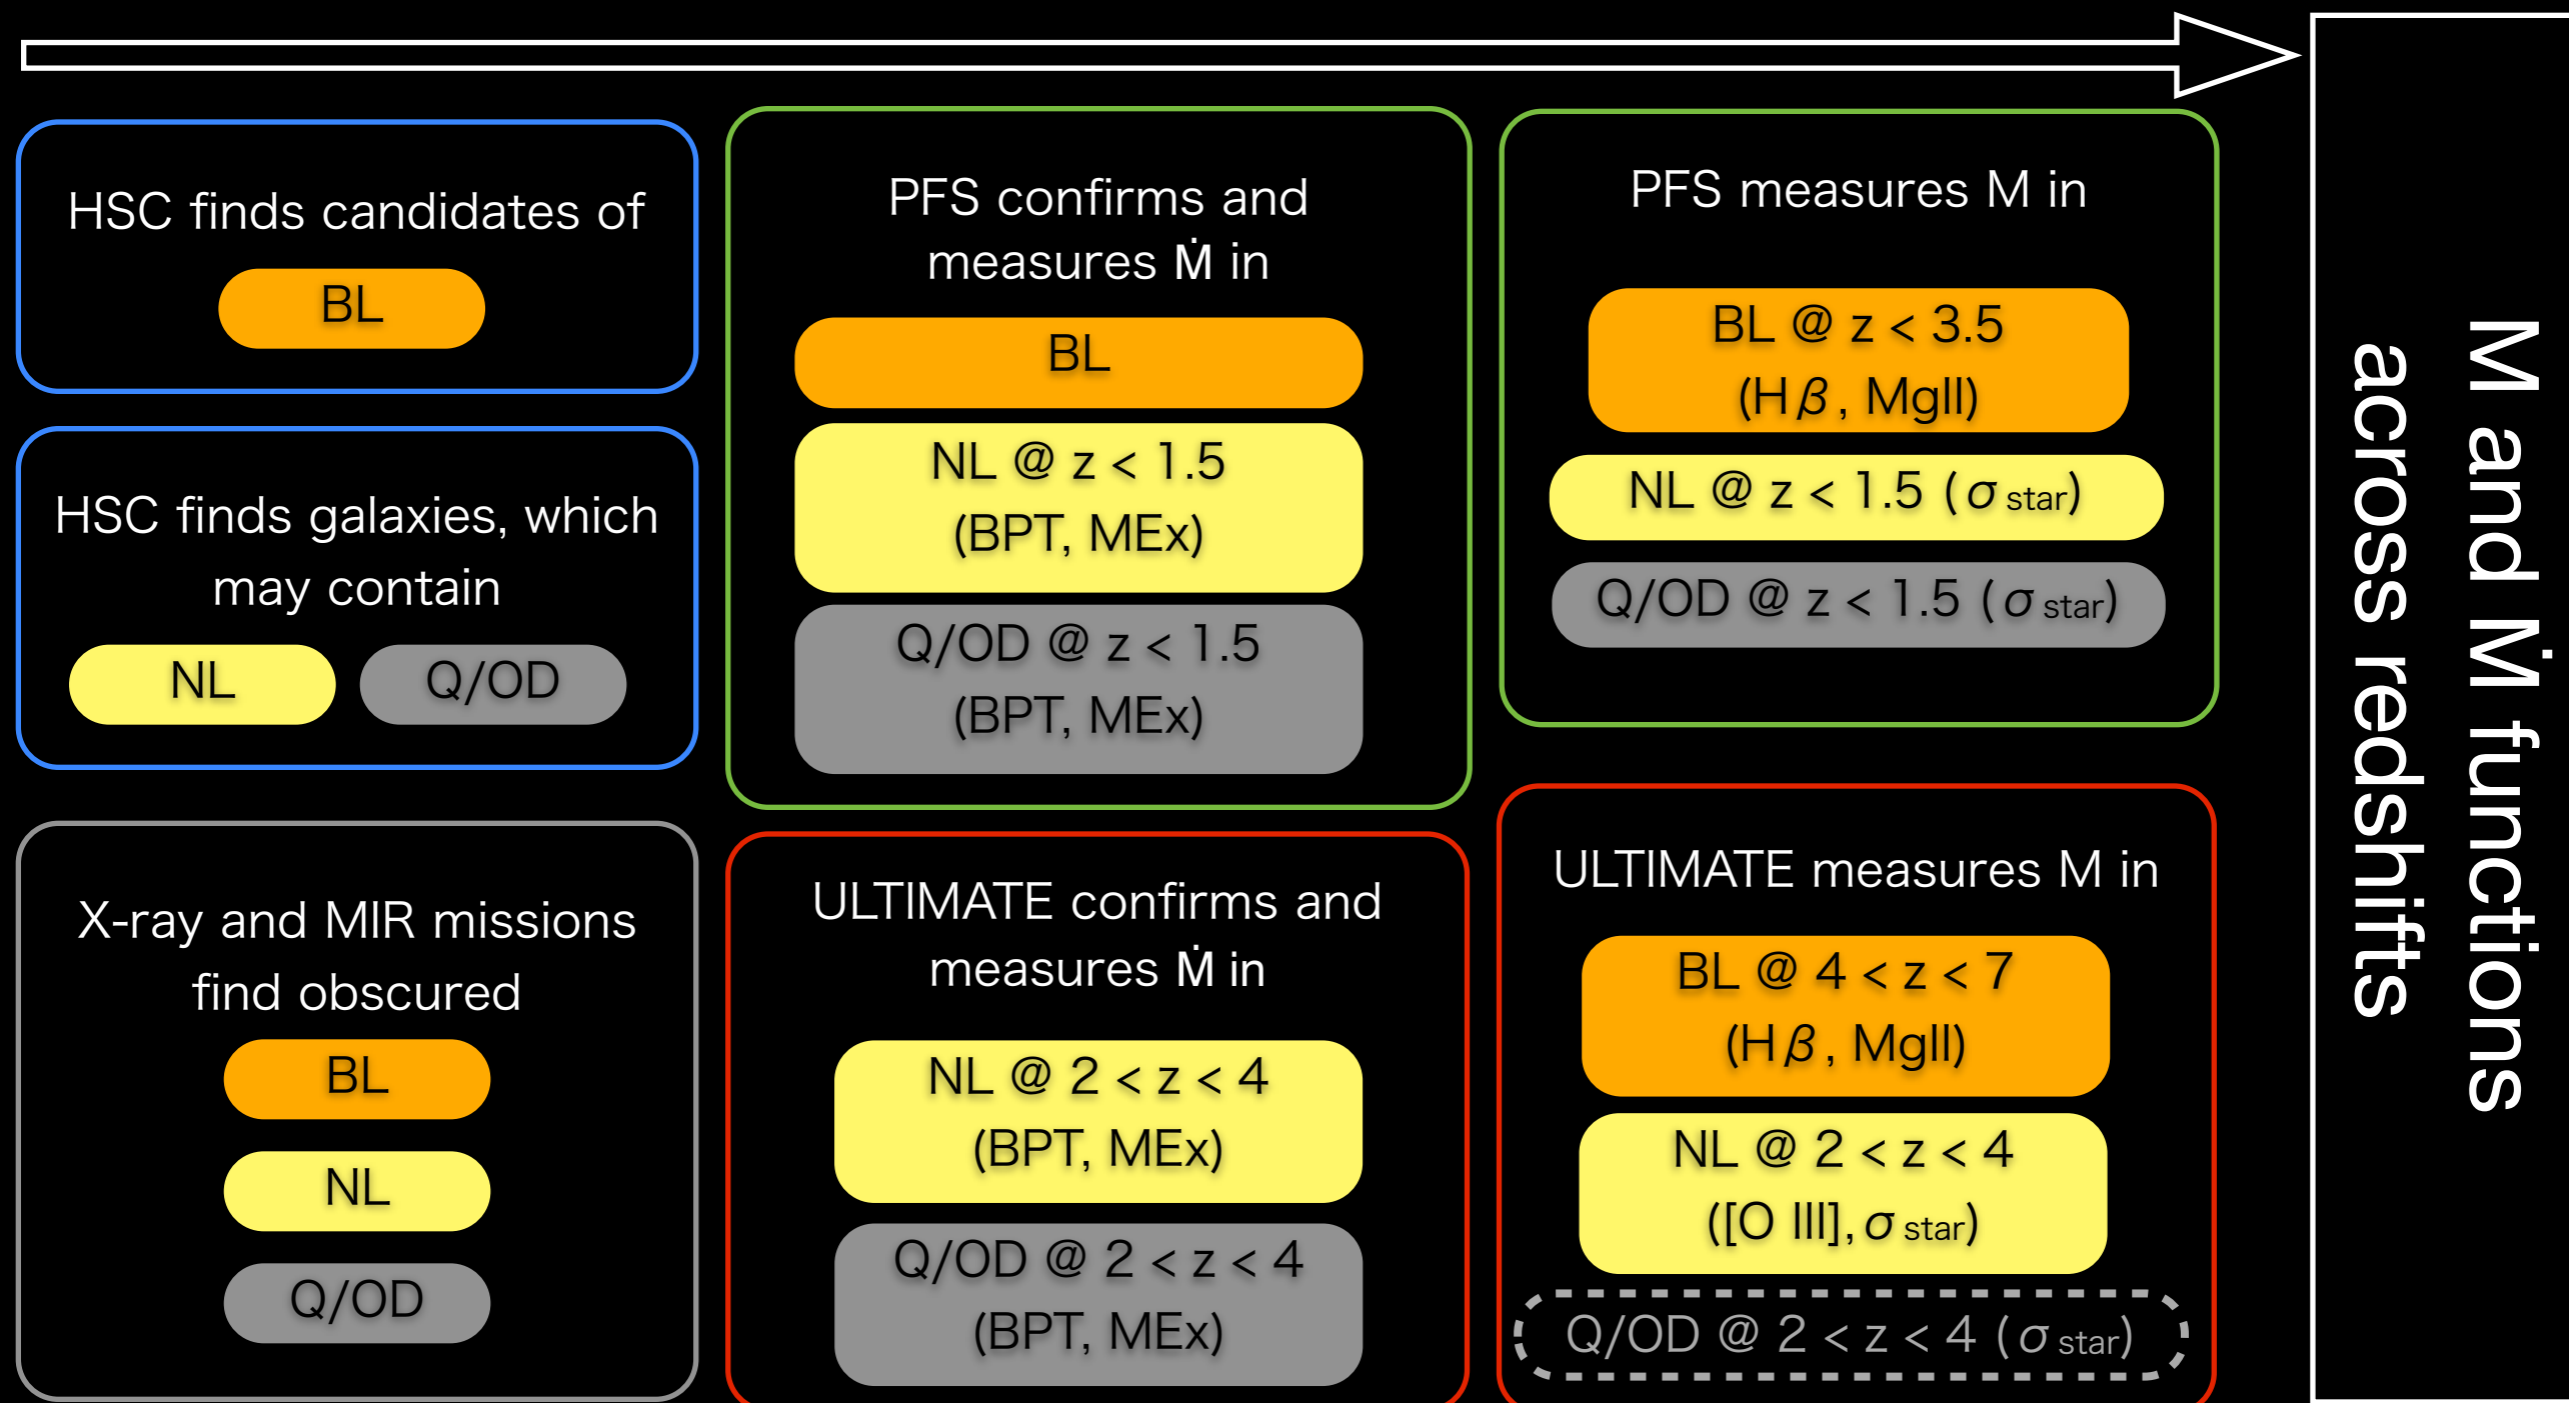 HSC finds candidates of
BL
HSC finds galaxies, which
may contain
NL
Q/OD
X-ray and MIR missions
find obscured
BL
NL
Q/OD
PFS confirms and
measures Ṁ in
BL
NL @ z < 1.5
(BPT, MEx)
Q/OD @ z < 1.5
(BPT, MEx)
ULTIMATE confirms and
measures Ṁ in
NL @ 2 < z < 4
(BPT, MEx)
Q/OD @ 2 < z < 4
(BPT, MEx)
PFS measures M in
BL @ z < 3.5
(Hβ, MgII)
NL @ z < 1.5 (σ star)
Q/OD @ z < 1.5 (σ star)
ULTIMATE measures M in
BL @ 4 < z < 7
(Hβ, MgII)
NL @ 2 < z < 4
([O III], σ star)
Q/OD @ 2 < z < 4 (σ star)
M and Ṁ functions
across redshifts